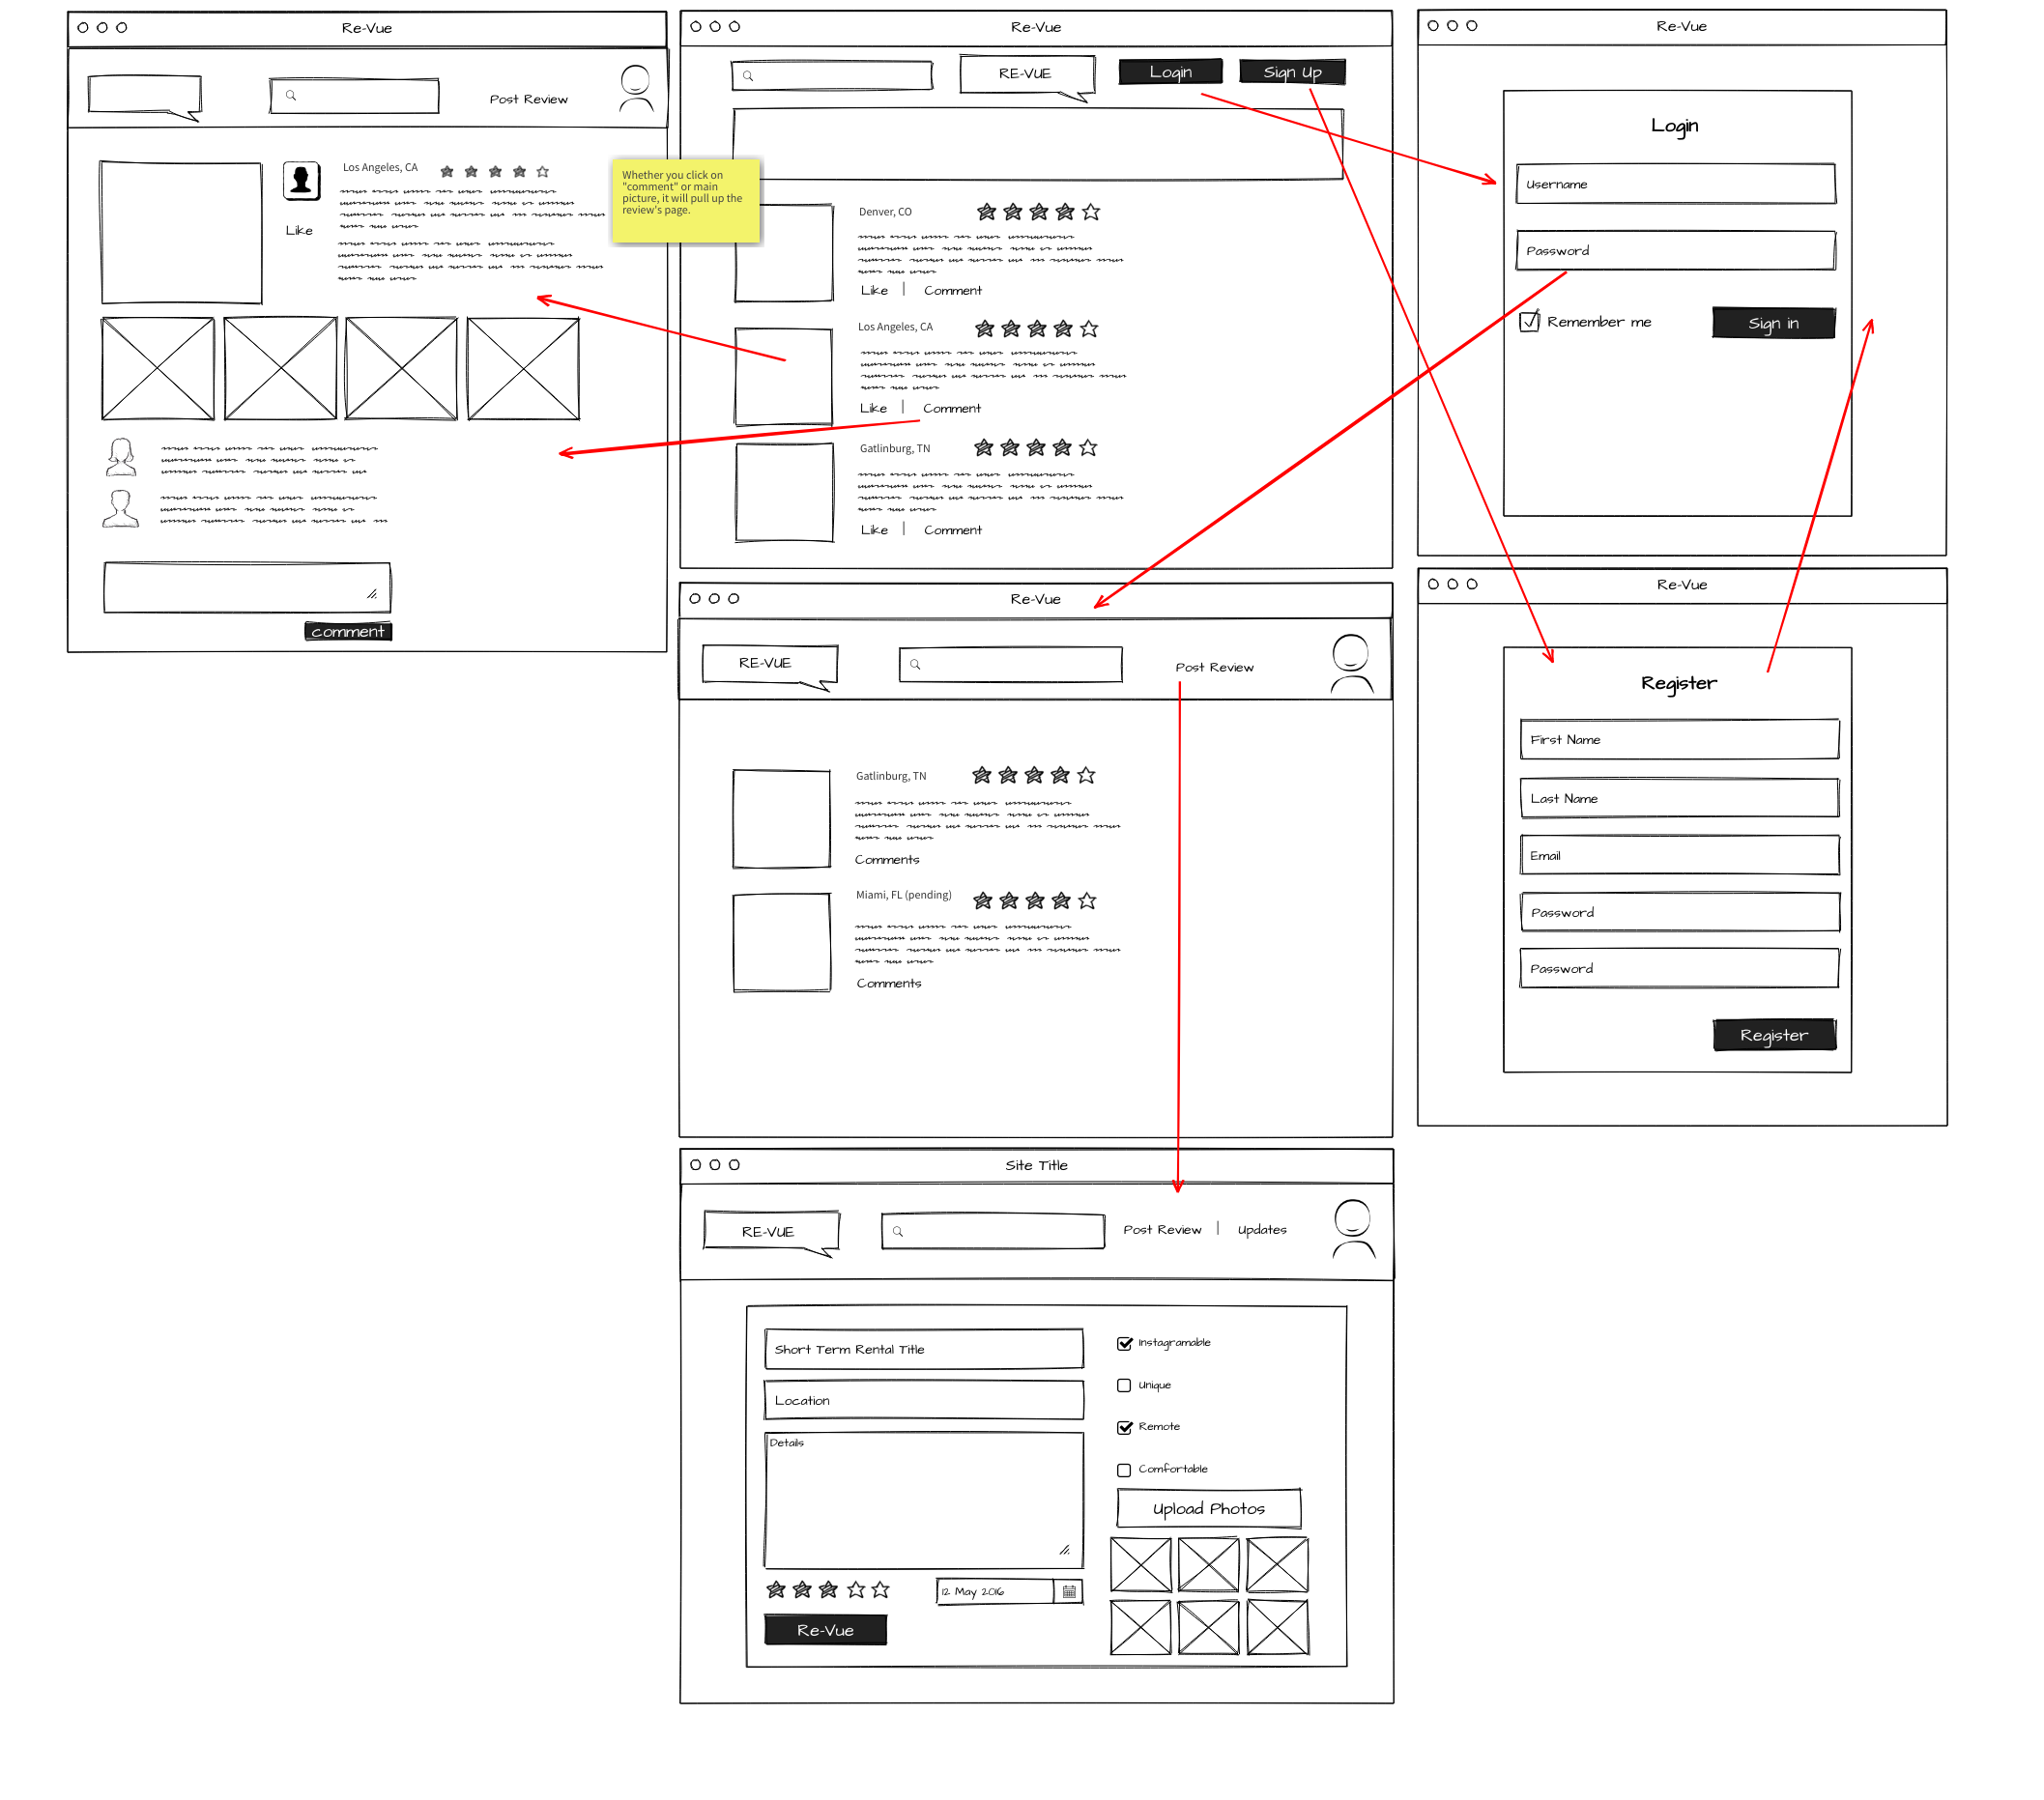 Re-Vue
Post Review
Los Angeles, CA
Like
comment
Whether you click on
"comment" or main
picture, it will pull up the
review's page.
Re-Vue
RE-VUE
Login
Sign Up
Denver, CO
Like | Comment
Los Angeles, CA
Like | Comment
Gatlinburg, TN
Like | Comment
Re-Vue
Login
Username
Password
Remember me
Sign in
Re-Vue
RE-VUE
Post Review
Gatlinburg, TN
Comments
Miami, FL (pending)
Comments
Re-Vue
Register
First Name
Last Name
Email
Password
Password
Register
Site Title
RE-VUE
Post Review | Updates
Short Term Rental Title
Location
Details
12 May 2016
Re-Vue
Instagramable
Unique
Remote
Comfortable
Upload Photos